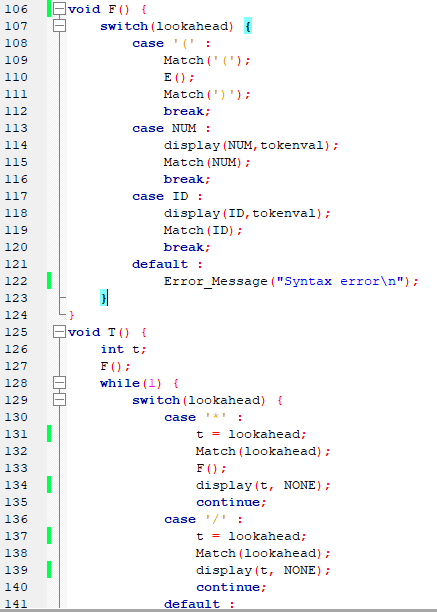 106 void F() {
107 switch(lookahead) {
108 case '(' :
109 Match('(');
110 E();
111 Match(')');
112 break;
113 case NUM :
114 display(NUM,tokenval);
115 Match(NUM);
116 break;
117 case ID :
118 display(ID,tokenval);
119 Match(ID);
120 break;
121 default :
122 Error_Message("Syntax error\n");
123 }
124 }
125 void T() {
126 int t;
127 F();
128 while(1) {
129 switch(lookahead) {
130 case '*' :
131 t = lookahead;
132 Match(lookahead);
133 F();
134 display(t, NONE);
135 continue;
136 case '/' :
137 t = lookahead;
138 Match(lookahead);
139 display(t, NONE);
140 continue;
141 default :